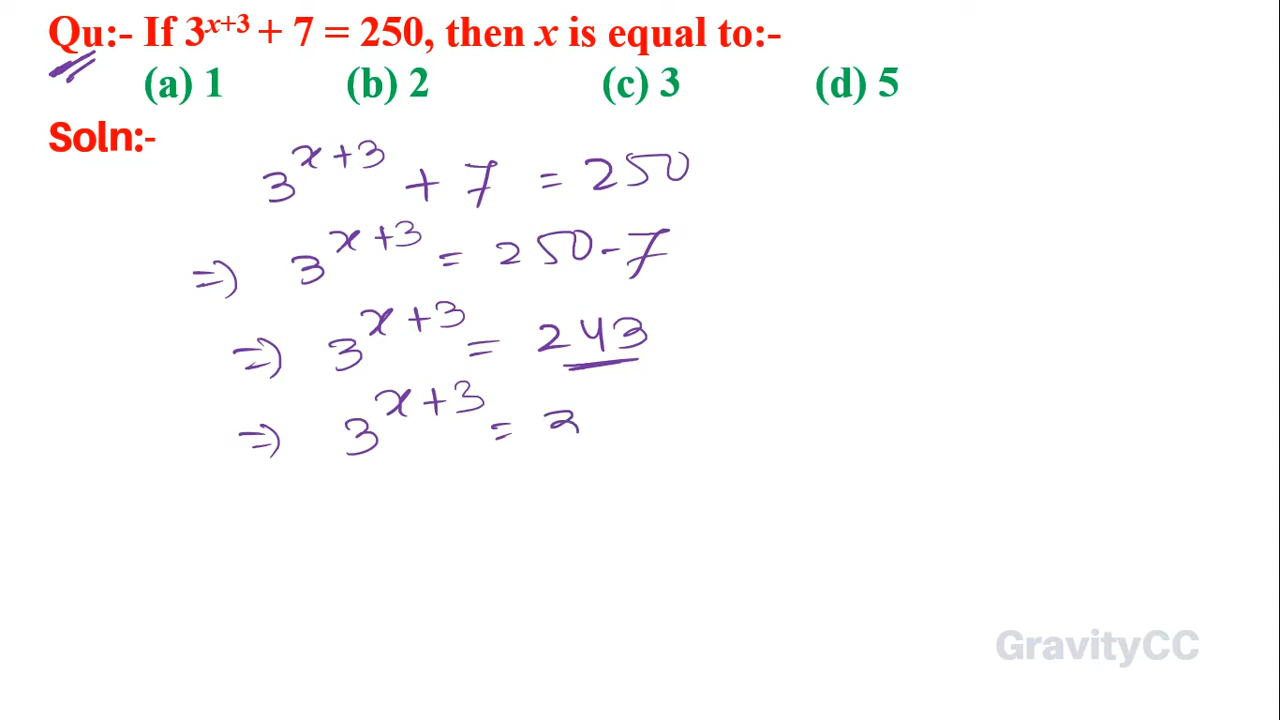 Qu:- If 3^{x+3} + 7 = 250, then x is equal to:-
(a) 1 (b) 2 (c) 3 (d) 5
Soln:-
3^{x+3} + 7 = 250
=) 3^{x+3} = 250 - 7
=) 3^{x+3} = 243
=) 3^{x+3} = 3
GravityCC